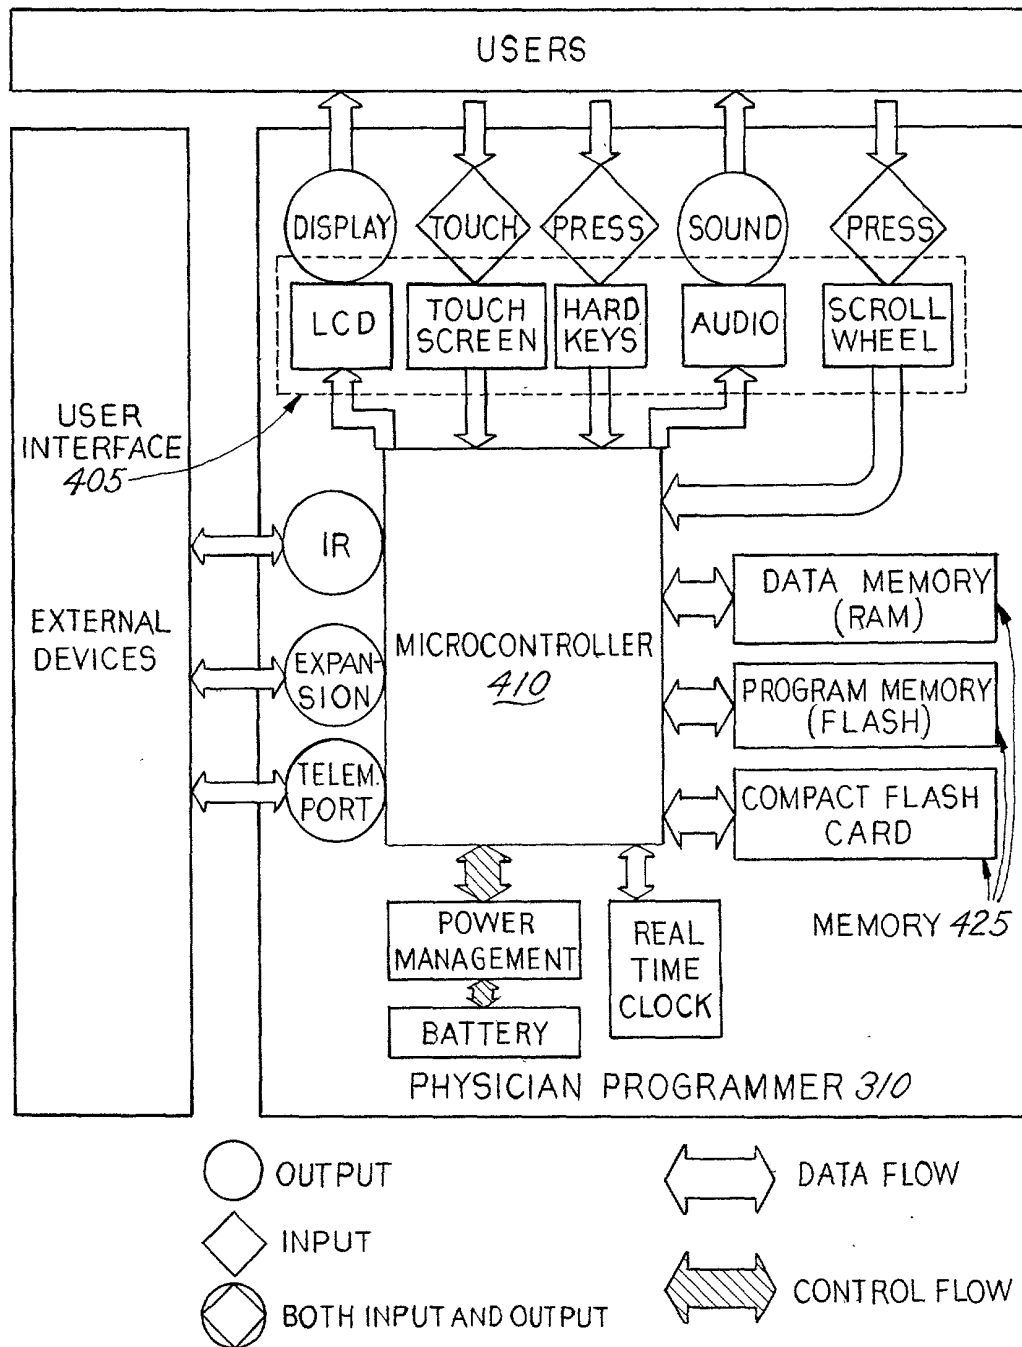 USERS
DISPLAY
TOUCH
PRESS
SOUND
PRESS
LCD
TOUCH
SCREEN
HARD
KEYS
AUDIO
SCROLL
WHEEL
USER
INTERFACE
405
IR
EXTERNAL
DEVICES
EXPAN-
SION
TELEM.
PORT
MICROCONTROLLER
410
DATA MEMORY
(RAM)
PROGRAM MEMORY
(FLASH)
COMPACT FLASH
CARD
MEMORY 425
POWER
MANAGEMENT
BATTERY
REAL
TIME
CLOCK
PHYSICIAN PROGRAMMER 310
OUTPUT
INPUT
BOTH INPUT AND OUTPUT
DATA FLOW
CONTROL FLOW